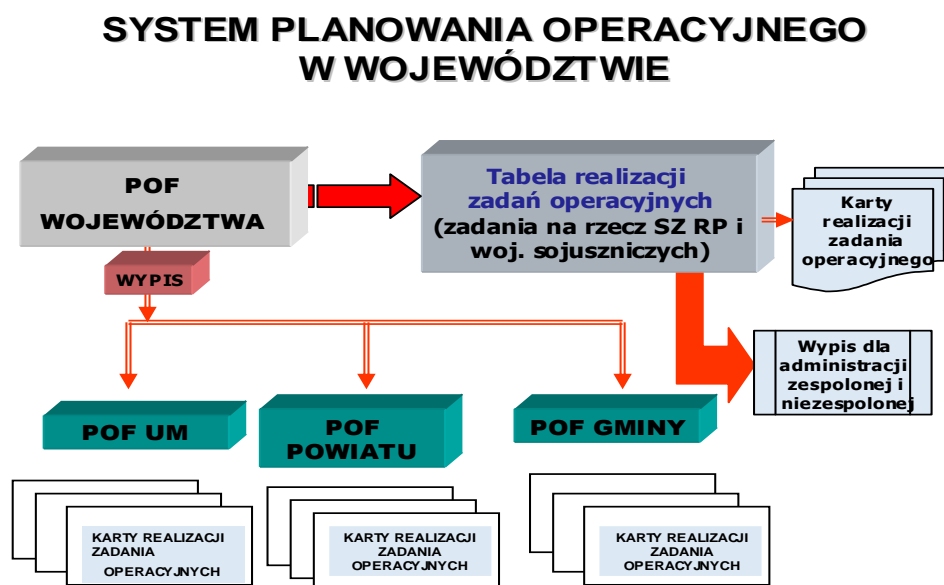 SYSTEM PLANOWANIA OPERACYJNEGO
W WOJEWÓDZTWIE
POF
WOJEWÓDZTWA
Tabela realizacji
zadań operacyjnych
(zadania na rzecz SZ RP i
woj. sojuszniczych)
Karty
realizacji
zadania
operacyjnego
WYPIS
Wypis dla
administracji
zespolonej i
niezespolonej
POF UM
POF
POWIATU
POF GMINY
KARTY REALIZACJI
ZADANIA
OPERACYJNYCH
KARTY REALIZACJI
ZADANIA
OPERACYJNYCH
KARTY REALIZACJI
ZADANIA
OPERACYJNYCH